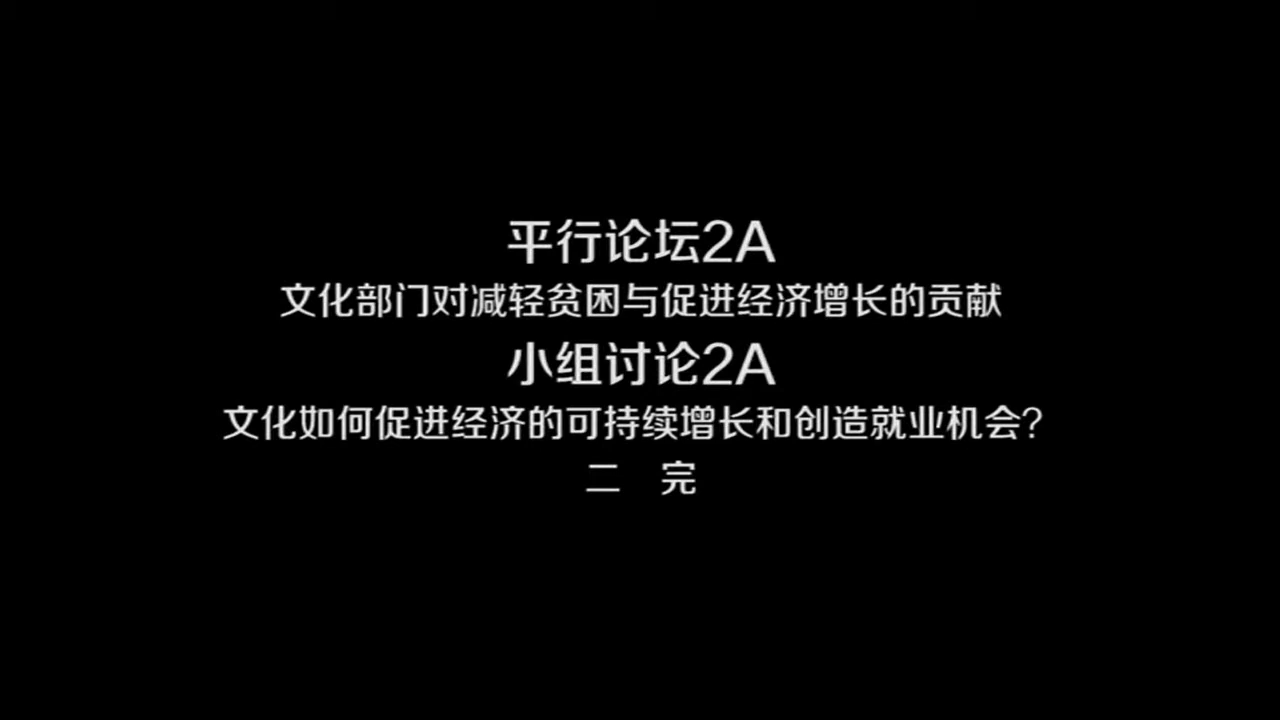 平行论坛2A
文化部门对减轻贫困与促进经济增长的贡献
小组讨论2A
文化如何促进经济的可持续增长和创造就业机会?
二 完